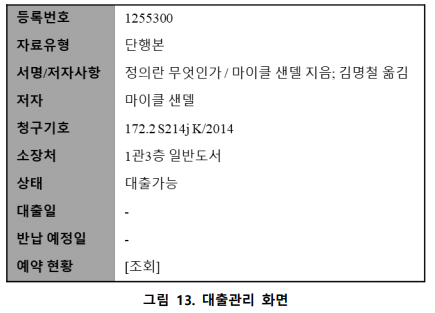 등록번호 1255300
자료유형 단행본
서명/저자사항 정의란 무엇인가 / 마이클 샌델 지음; 김명철 옮김
저자 마이클 샌델
청구기호 172.2 S214j K/2014
소장처 1관3층 일반도서
상태 대출가능
대출일 -
반납 예정일 -
예약 현황 [조회]
그림 13. 대출관리 화면